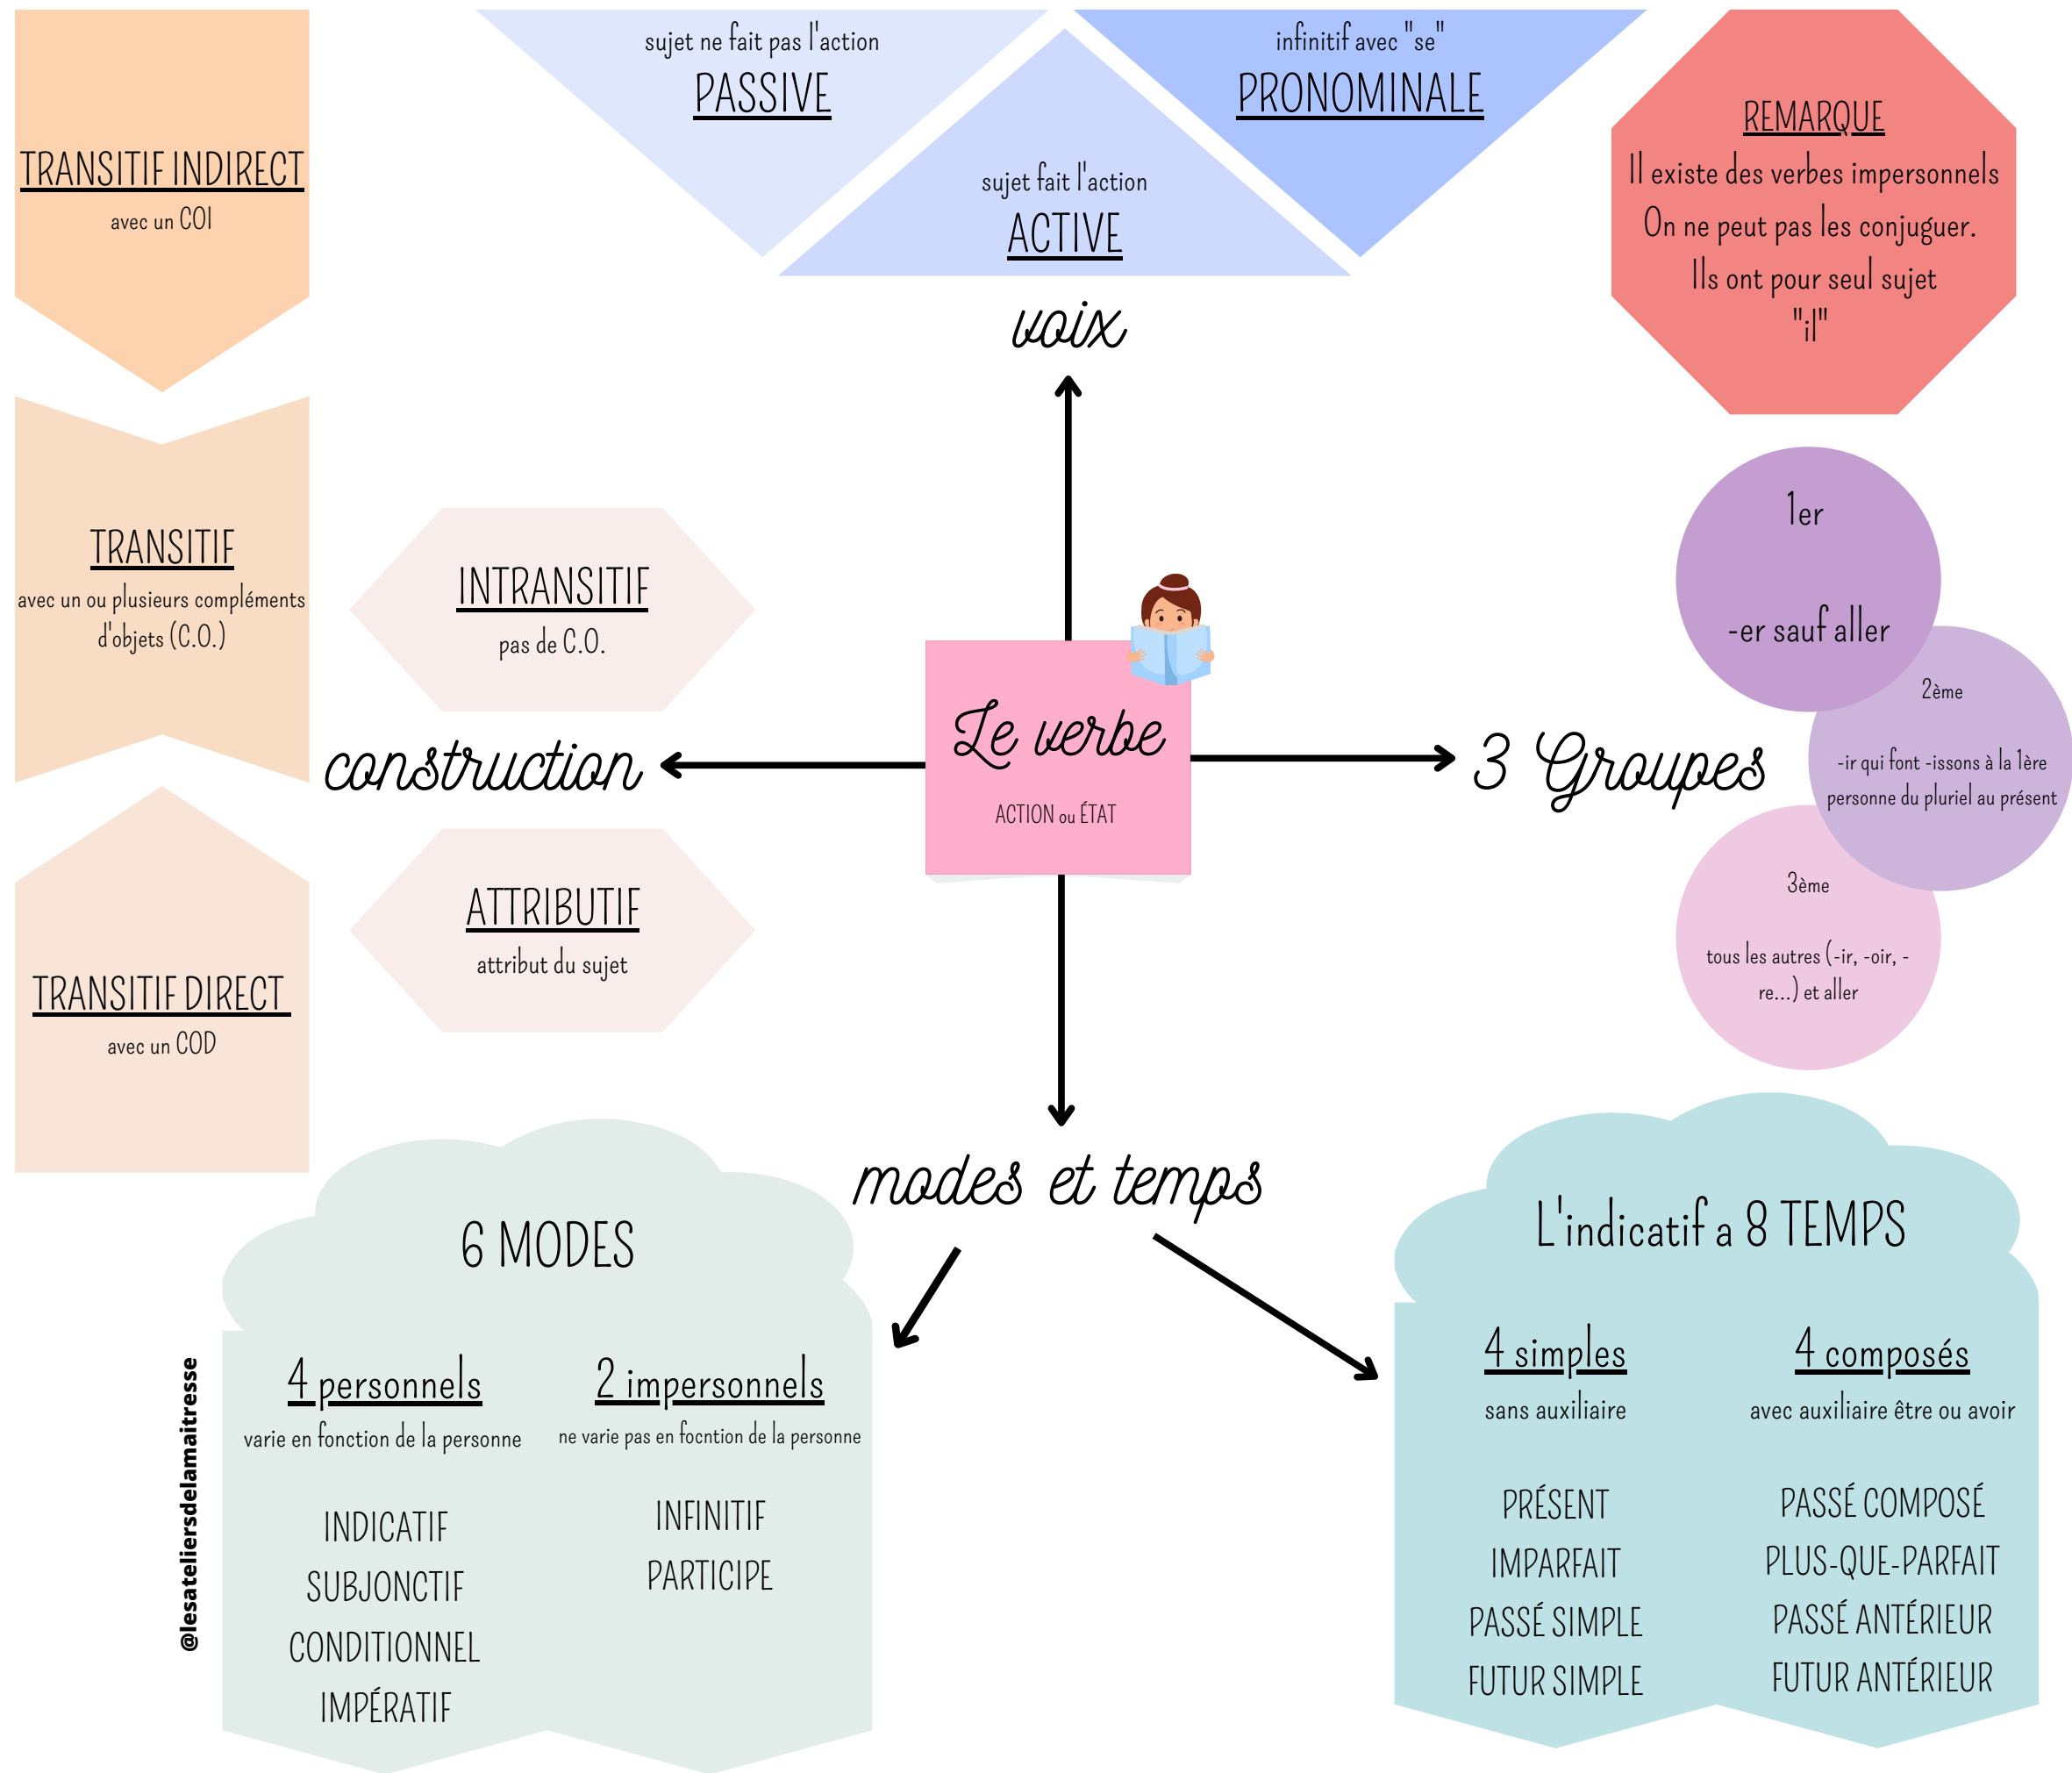 sujet ne fait pas l'action
PASSIVE
infinitif avec "se"
PRONOMINALE
sujet fait l'action
ACTIVE
voix
REMARQUE
Il existe des verbes impersonnels
On ne peut pas les conjuguer.
Ils ont pour seul sujet
"il"
TRANSITIF INDIRECT
avec un COI
TRANSITIF
avec un ou plusieurs compléments
d'objets (C.O.)
TRANSITIF DIRECT
avec un COD
INTRANSITIF
pas de C.O.
construction
ATTRIBUTIF
attribut du sujet
Le verbe
ACTION ou ÉTAT
3 Groupes
1er
-er sauf aller
2ème
-ir qui font -issons à la 1ère
personne du pluriel au présent
3ème
tous les autres (-ir, -oir, -
re...) et aller
modes et temps
6 MODES
4 personnels
varie en fonction de la personne
INDICATIF
SUBJONCTIF
CONDITIONNEL
IMPÉRATIF
2 impersonnels
ne varie pas en focntion de la personne
INFINITIF
PARTICIPE
L'indicatif a 8 TEMPS
4 simples
sans auxiliaire
PRÉSENT
IMPARFAIT
PASSÉ SIMPLE
FUTUR SIMPLE
4 composés
avec auxiliaire être ou avoir
PASSÉ COMPOSÉ
PLUS-QUE-PARFAIT
PASSÉ ANTÉRIEUR
FUTUR ANTÉRIEUR
@lesateliersdelamaitresse